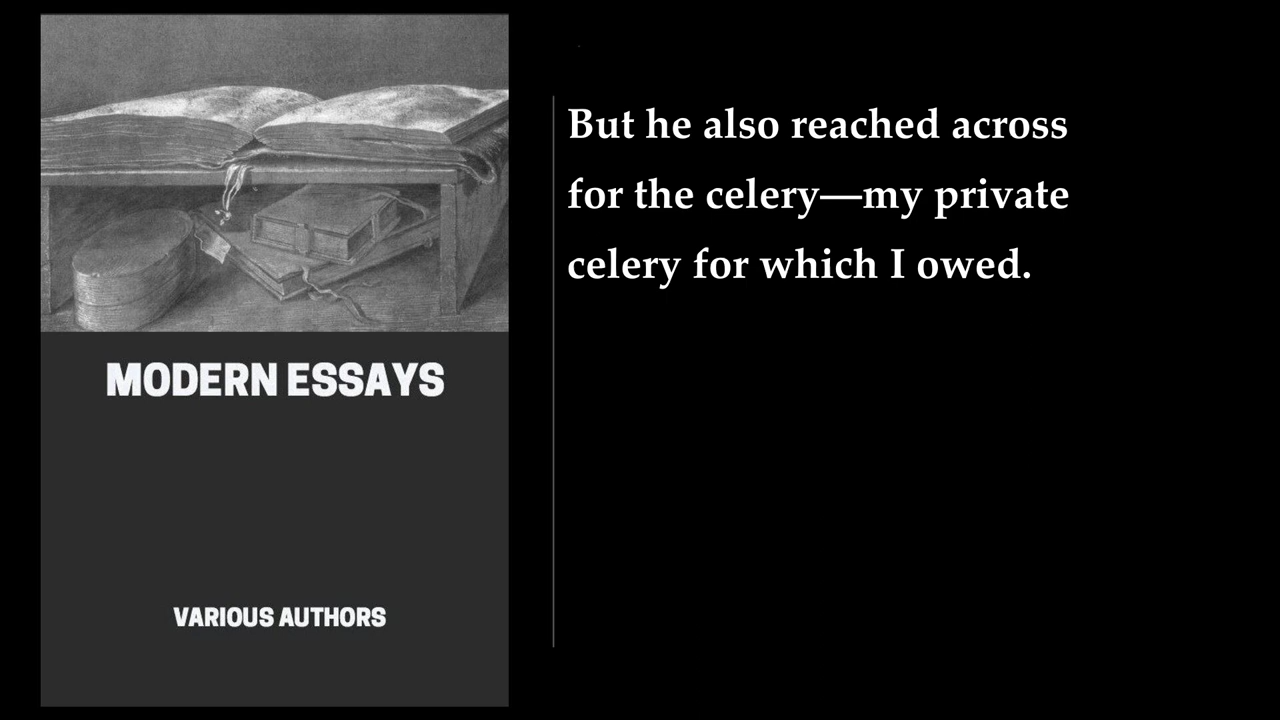 MODERN ESSAYS
VARIOUS AUTHORS
But he also reached across
for the celery—my private
celery for which I owed.